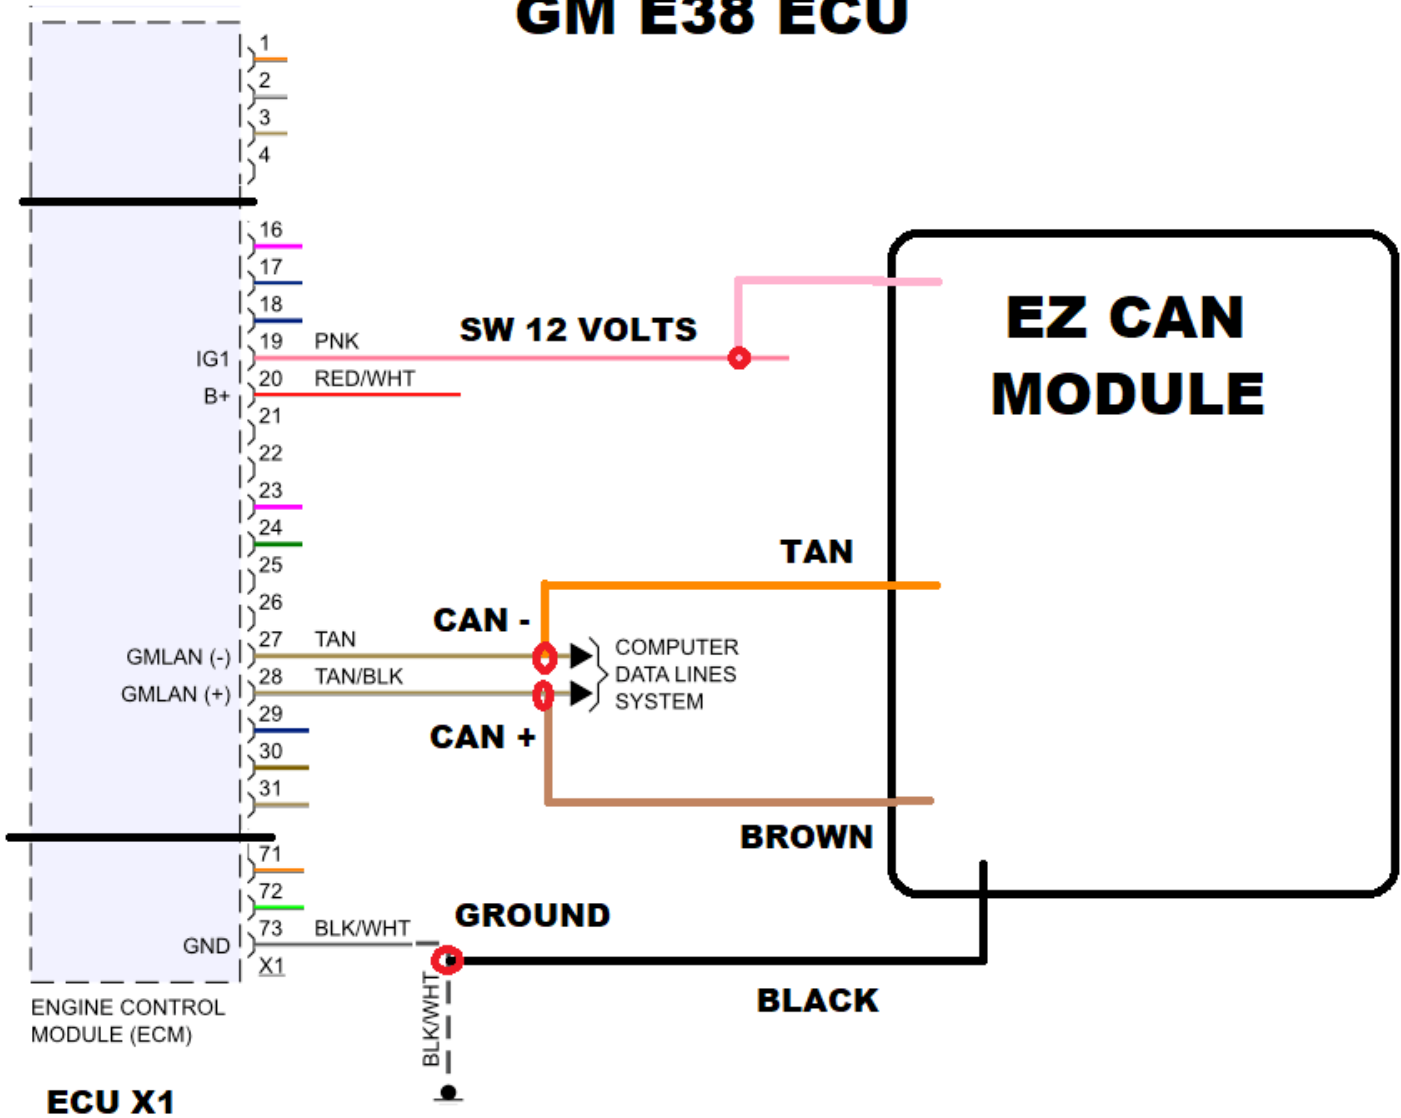 GM E38 ECU
1
2
3
4
16
17
18
19 PNK
IG1
SW 12 VOLTS
20 RED/WHT
B+
21
22
23
24
25
26
27 TAN
GMLAN (-)
28 TAN/BLK
GMLAN (+)
29
30
31
71
72
73 BLK/WHT
GND
X1
EZ CAN
MODULE
TAN
CAN -
COMPUTER
DATA LINES
SYSTEM
CAN +
BROWN
GROUND
BLACK
BLK/WHT
ENGINE CONTROL
MODULE (ECM)
ECU X1